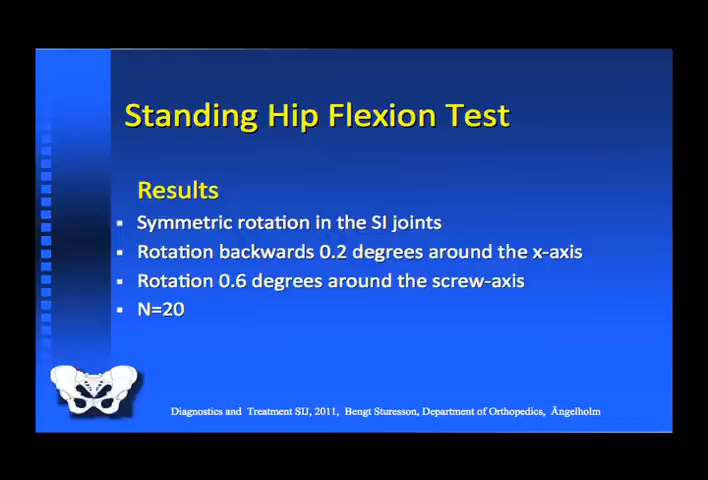 Standing Hip Flexion Test
Results
▪ Symmetric rotation in the SI joints
▪ Rotation backwards 0.2 degrees around the x-axis
▪ Rotation 0.6 degrees around the screw-axis
▪ N=20
Diagnostics and Treatment SIJ, 2011, Bengt Sturesson, Department of Orthopedics, Ängelholm